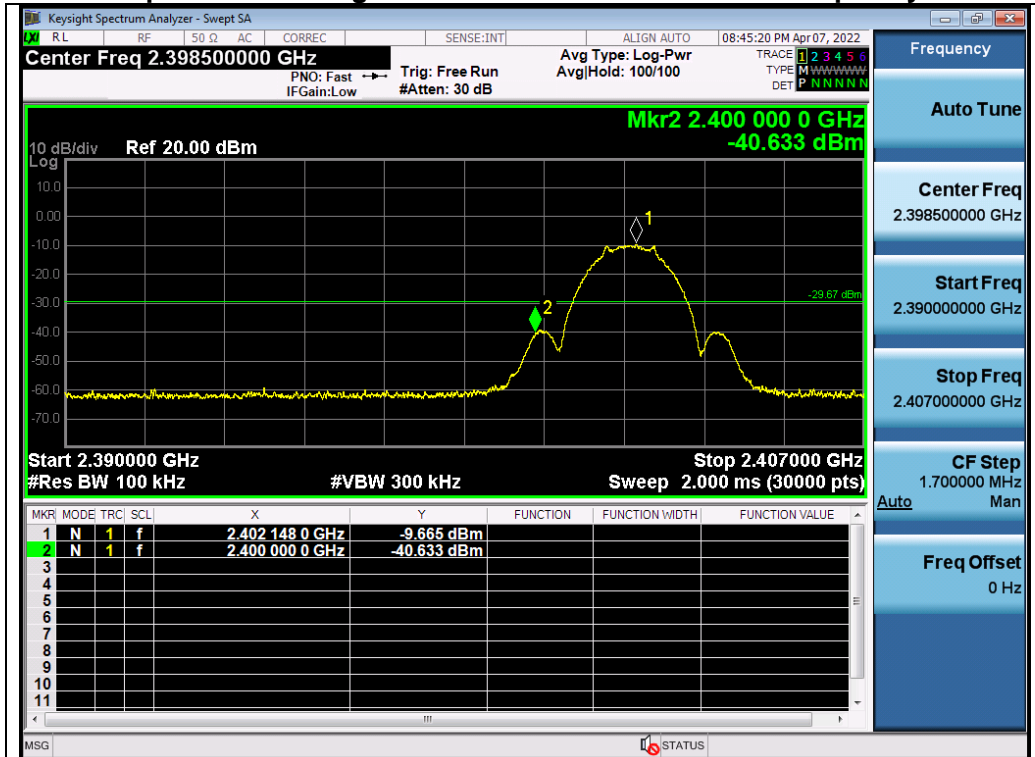 Keysight Spectrum Analyzer - Swept SA
LXI RL RF 50 Ω AC CORREC SENSE:INT ALIGN AUTO 08:45:20 PM Apr 07, 2022
Center Freq 2.398500000 GHz
PNO: Fast
IFGain:Low
Trig: Free Run
#Atten: 30 dB
Avg Type: Log-Pwr
Avg|Hold: 100/100
TRACE 1 2 3 4 5 6
TYPE M W W W W W
DET P N N N N N
Mkr2 2.400 000 0 GHz
-40.633 dBm
10 dB/div Ref 20.00 dBm
Log
10.0
0.00
-10.0
-20.0
-30.0
-40.0
-50.0
-60.0
-70.0
1
2
-29.67 dBm
Start 2.390000 GHz Stop 2.407000 GHz
#Res BW 100 kHz #VBW 300 kHz Sweep 2.000 ms (30000 pts)
MKR MODE TRC SCL X Y FUNCTION FUNCTION WIDTH FUNCTION VALUE
1 N 1 f 2.402 148 0 GHz -9.665 dBm
2 N 1 f 2.400 000 0 GHz -40.633 dBm
3
4
5
6
7
8
9
10
11
MSG STATUS
Frequency
Auto Tune
Center Freq
2.398500000 GHz
Start Freq
2.390000000 GHz
Stop Freq
2.407000000 GHz
CF Step
1.700000 MHz
Auto Man
Freq Offset
0 Hz